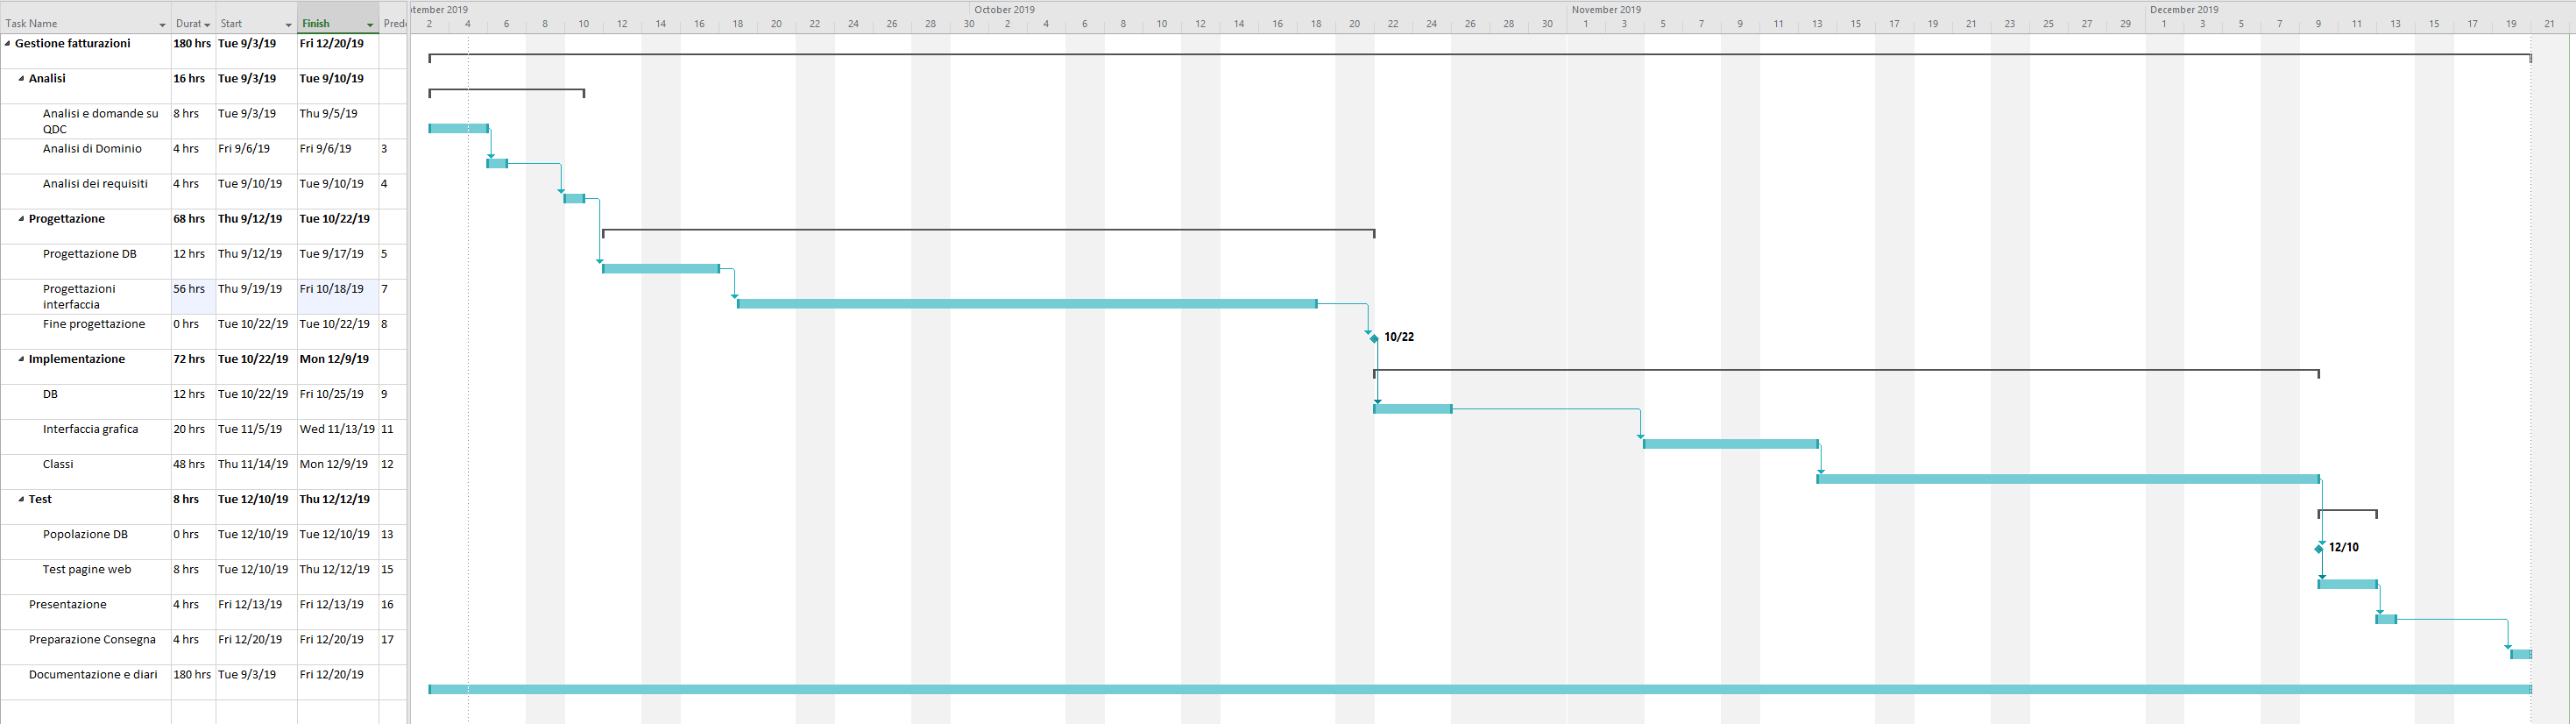 tember 2019 October 2019 November 2019 December 2019
Task Name Durat Start Finish Prede 2 4 6 8 10 12 14 16 18 20 22 24 26 28 30 2 4 6 8 10 12 14 16 18 20 22 24 26 28 30 1 3 5 7 9 11 13 15 17 19 21 23 25 27 29 1 3 5 7 9 11 13 15 17 19 21
Gestione fatturazioni 180 hrs Tue 9/3/19 Fri 12/20/19
Analisi 16 hrs Tue 9/3/19 Tue 9/10/19
Analisi e domande su 8 hrs Tue 9/3/19 Thu 9/5/19
QDC
Analisi di Dominio 4 hrs Fri 9/6/19 Fri 9/6/19 3
Analisi dei requisiti 4 hrs Tue 9/10/19 Tue 9/10/19 4
Progettazione 68 hrs Thu 9/12/19 Tue 10/22/19
Progettazione DB 12 hrs Thu 9/12/19 Tue 9/17/19 5
Progettazioni 56 hrs Thu 9/19/19 Fri 10/18/19 7
interfaccia
Fine progettazione 0 hrs Tue 10/22/19 Tue 10/22/19 8
10/22
Implementazione 72 hrs Tue 10/22/19 Mon 12/9/19
DB 12 hrs Tue 10/22/19 Fri 10/25/19 9
Interfaccia grafica 20 hrs Tue 11/5/19 Wed 11/13/19 11
Classi 48 hrs Thu 11/14/19 Mon 12/9/19 12
Test 8 hrs Tue 12/10/19 Thu 12/12/19
Popolazione DB 0 hrs Tue 12/10/19 Tue 12/10/19 13
12/10
Test pagine web 8 hrs Tue 12/10/19 Thu 12/12/19 15
Presentazione 4 hrs Fri 12/13/19 Fri 12/13/19 16
Preparazione Consegna 4 hrs Fri 12/20/19 Fri 12/20/19 17
Documentazione e diari 180 hrs Tue 9/3/19 Fri 12/20/19